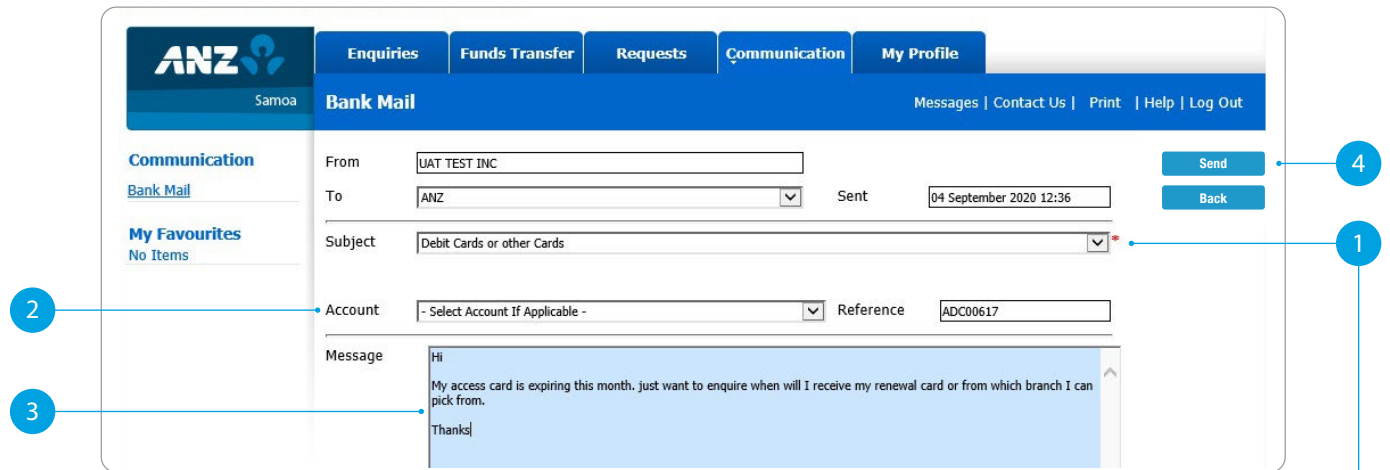 ANZ
Samoa
Enquiries
Funds Transfer
Requests
Communication
My Profile
Bank Mail
Messages | Contact Us | Print | Help | Log Out
Communication
Bank Mail
My Favourites
No Items
From UAT TEST INC
Send 4
To ANZ Sent 04 September 2020 12:36
Back
Subject Debit Cards or other Cards * 1
2 Account - Select Account If Applicable - Reference ADC00617
Message
Hi
My access card is expiring this month. just want to enquire when will I receive my renewal card or from which branch I can
pick from.
3
Thanks